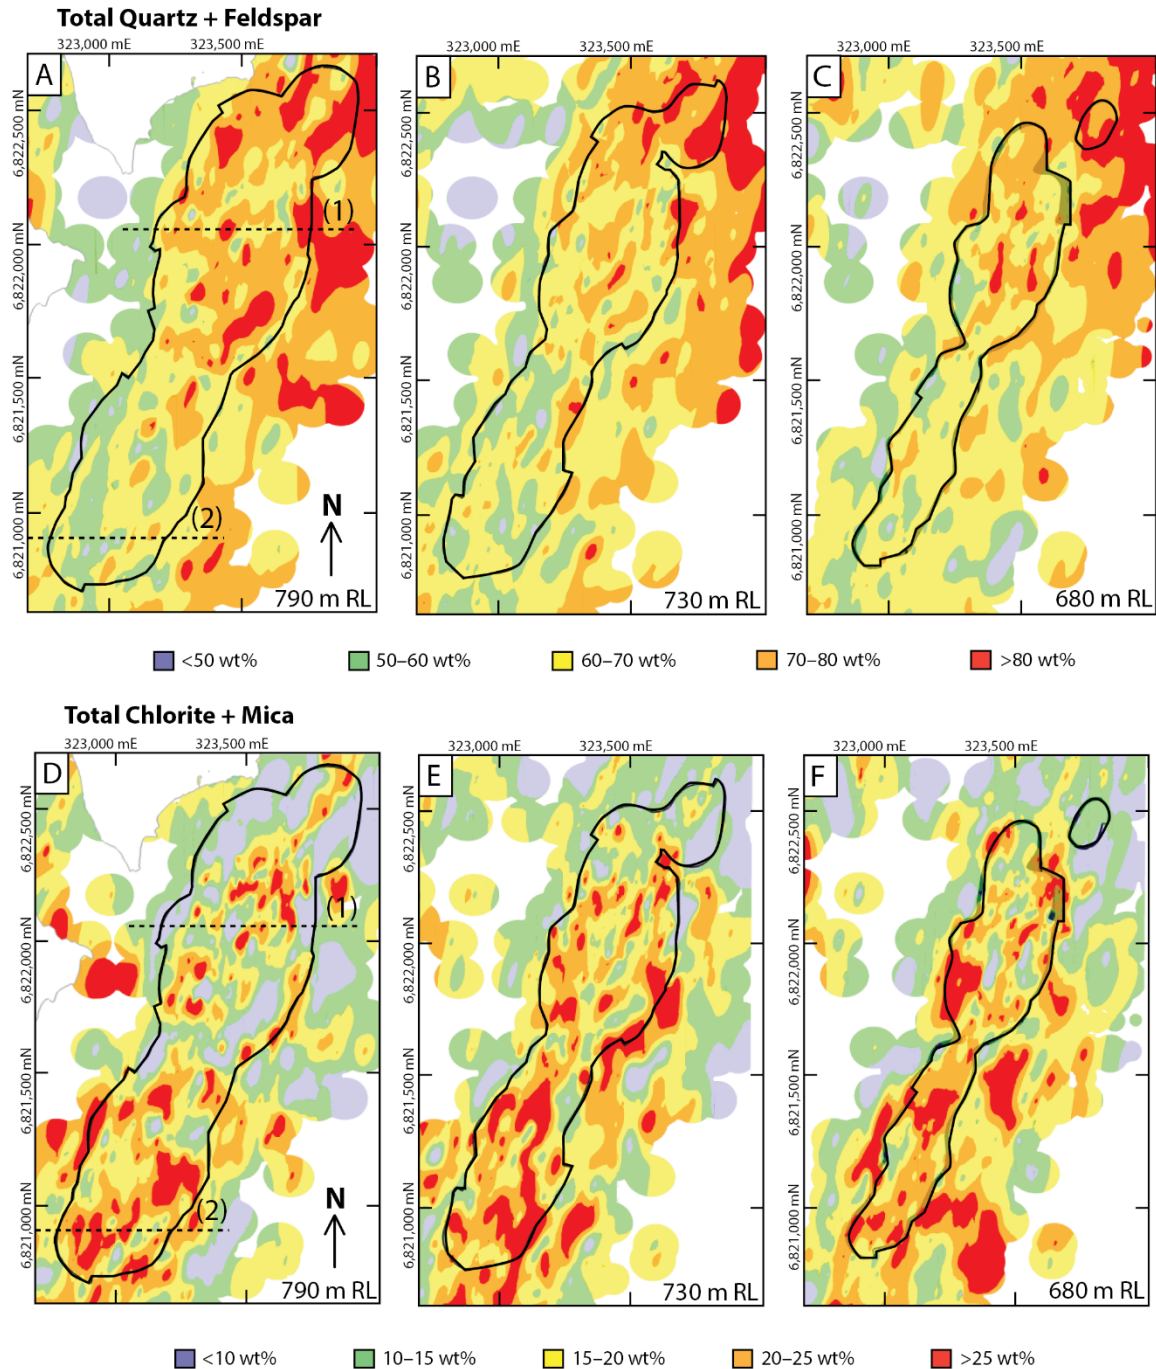 Total Quartz + Feldspar
323,000 mE 323,500 mE 323,000 mE 323,500 mE 323,000 mE 323,500 mE
A B C
6,822,500 mN 6,822,500 mN 6,822,500 mN
(1)
6,822,000 mN 6,822,000 mN 6,822,000 mN
6,821,500 mN 6,821,500 mN 6,821,500 mN
N
(2)
6,821,000 mN 6,821,000 mN 6,821,000 mN
790 m RL 730 m RL 680 m RL
<50 wt% 50–60 wt% 60–70 wt% 70–80 wt% >80 wt%
Total Chlorite + Mica
323,000 mE 323,500 mE 323,000 mE 323,500 mE 323,000 mE 323,500 mE
D E F
6,822,500 mN 6,822,500 mN 6,822,500 mN
(1)
6,822,000 mN 6,822,000 mN 6,822,000 mN
6,821,500 mN 6,821,500 mN 6,821,500 mN
N
(2)
6,821,000 mN 6,821,000 mN 6,821,000 mN
790 m RL 730 m RL 680 m RL
<10 wt% 10–15 wt% 15–20 wt% 20–25 wt% >25 wt%